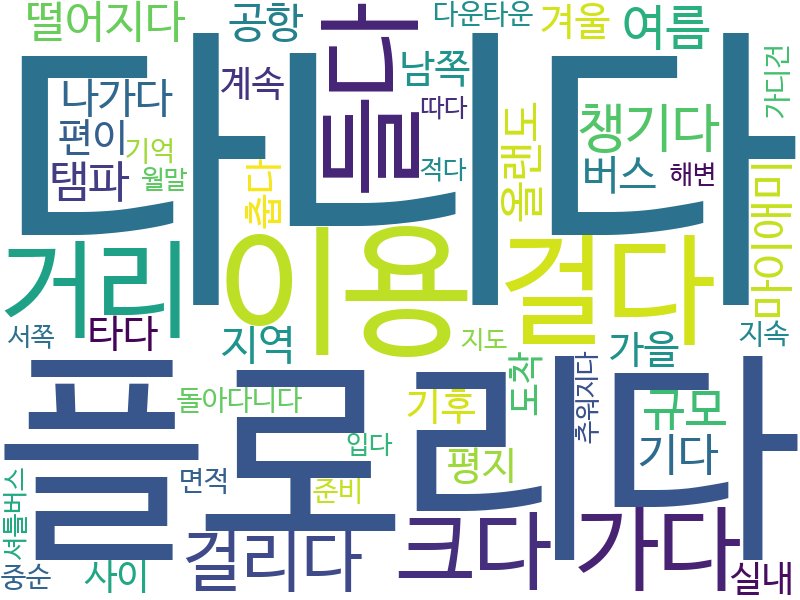 떨어지다
공항
들다
다운타운
겨울
여름
다니다
나가다
계속
남쪽
따다
가디건
편이
기억
챙기다
탬파
월말
춥다
적다
올랜도
버스
해변
마이애미
거리
이용
걸다
서쪽
타다
지역
지도
가을
지속
플로리다
돌아다니다
기후
도착
추워지다
규모
입다
평지
기다
셔틀버스
면적
준비
중순
사이
걸리다
크다
가다
실내